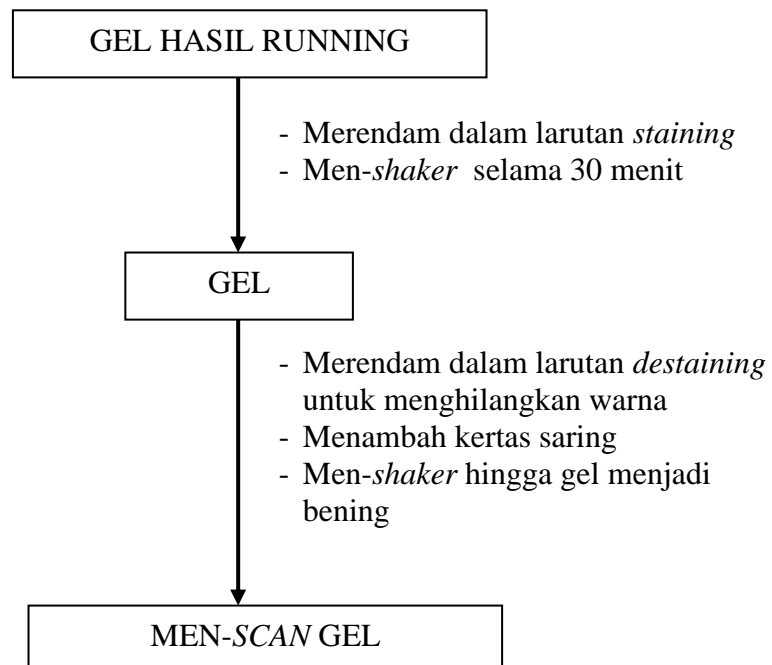 GEL HASIL RUNNING
- Merendam dalam larutan staining
- Men-shaker selama 30 menit
GEL
- Merendam dalam larutan destaining
untuk menghilangkan warna
- Menambah kertas saring
- Men-shaker hingga gel menjadi
bening
MEN-SCAN GEL